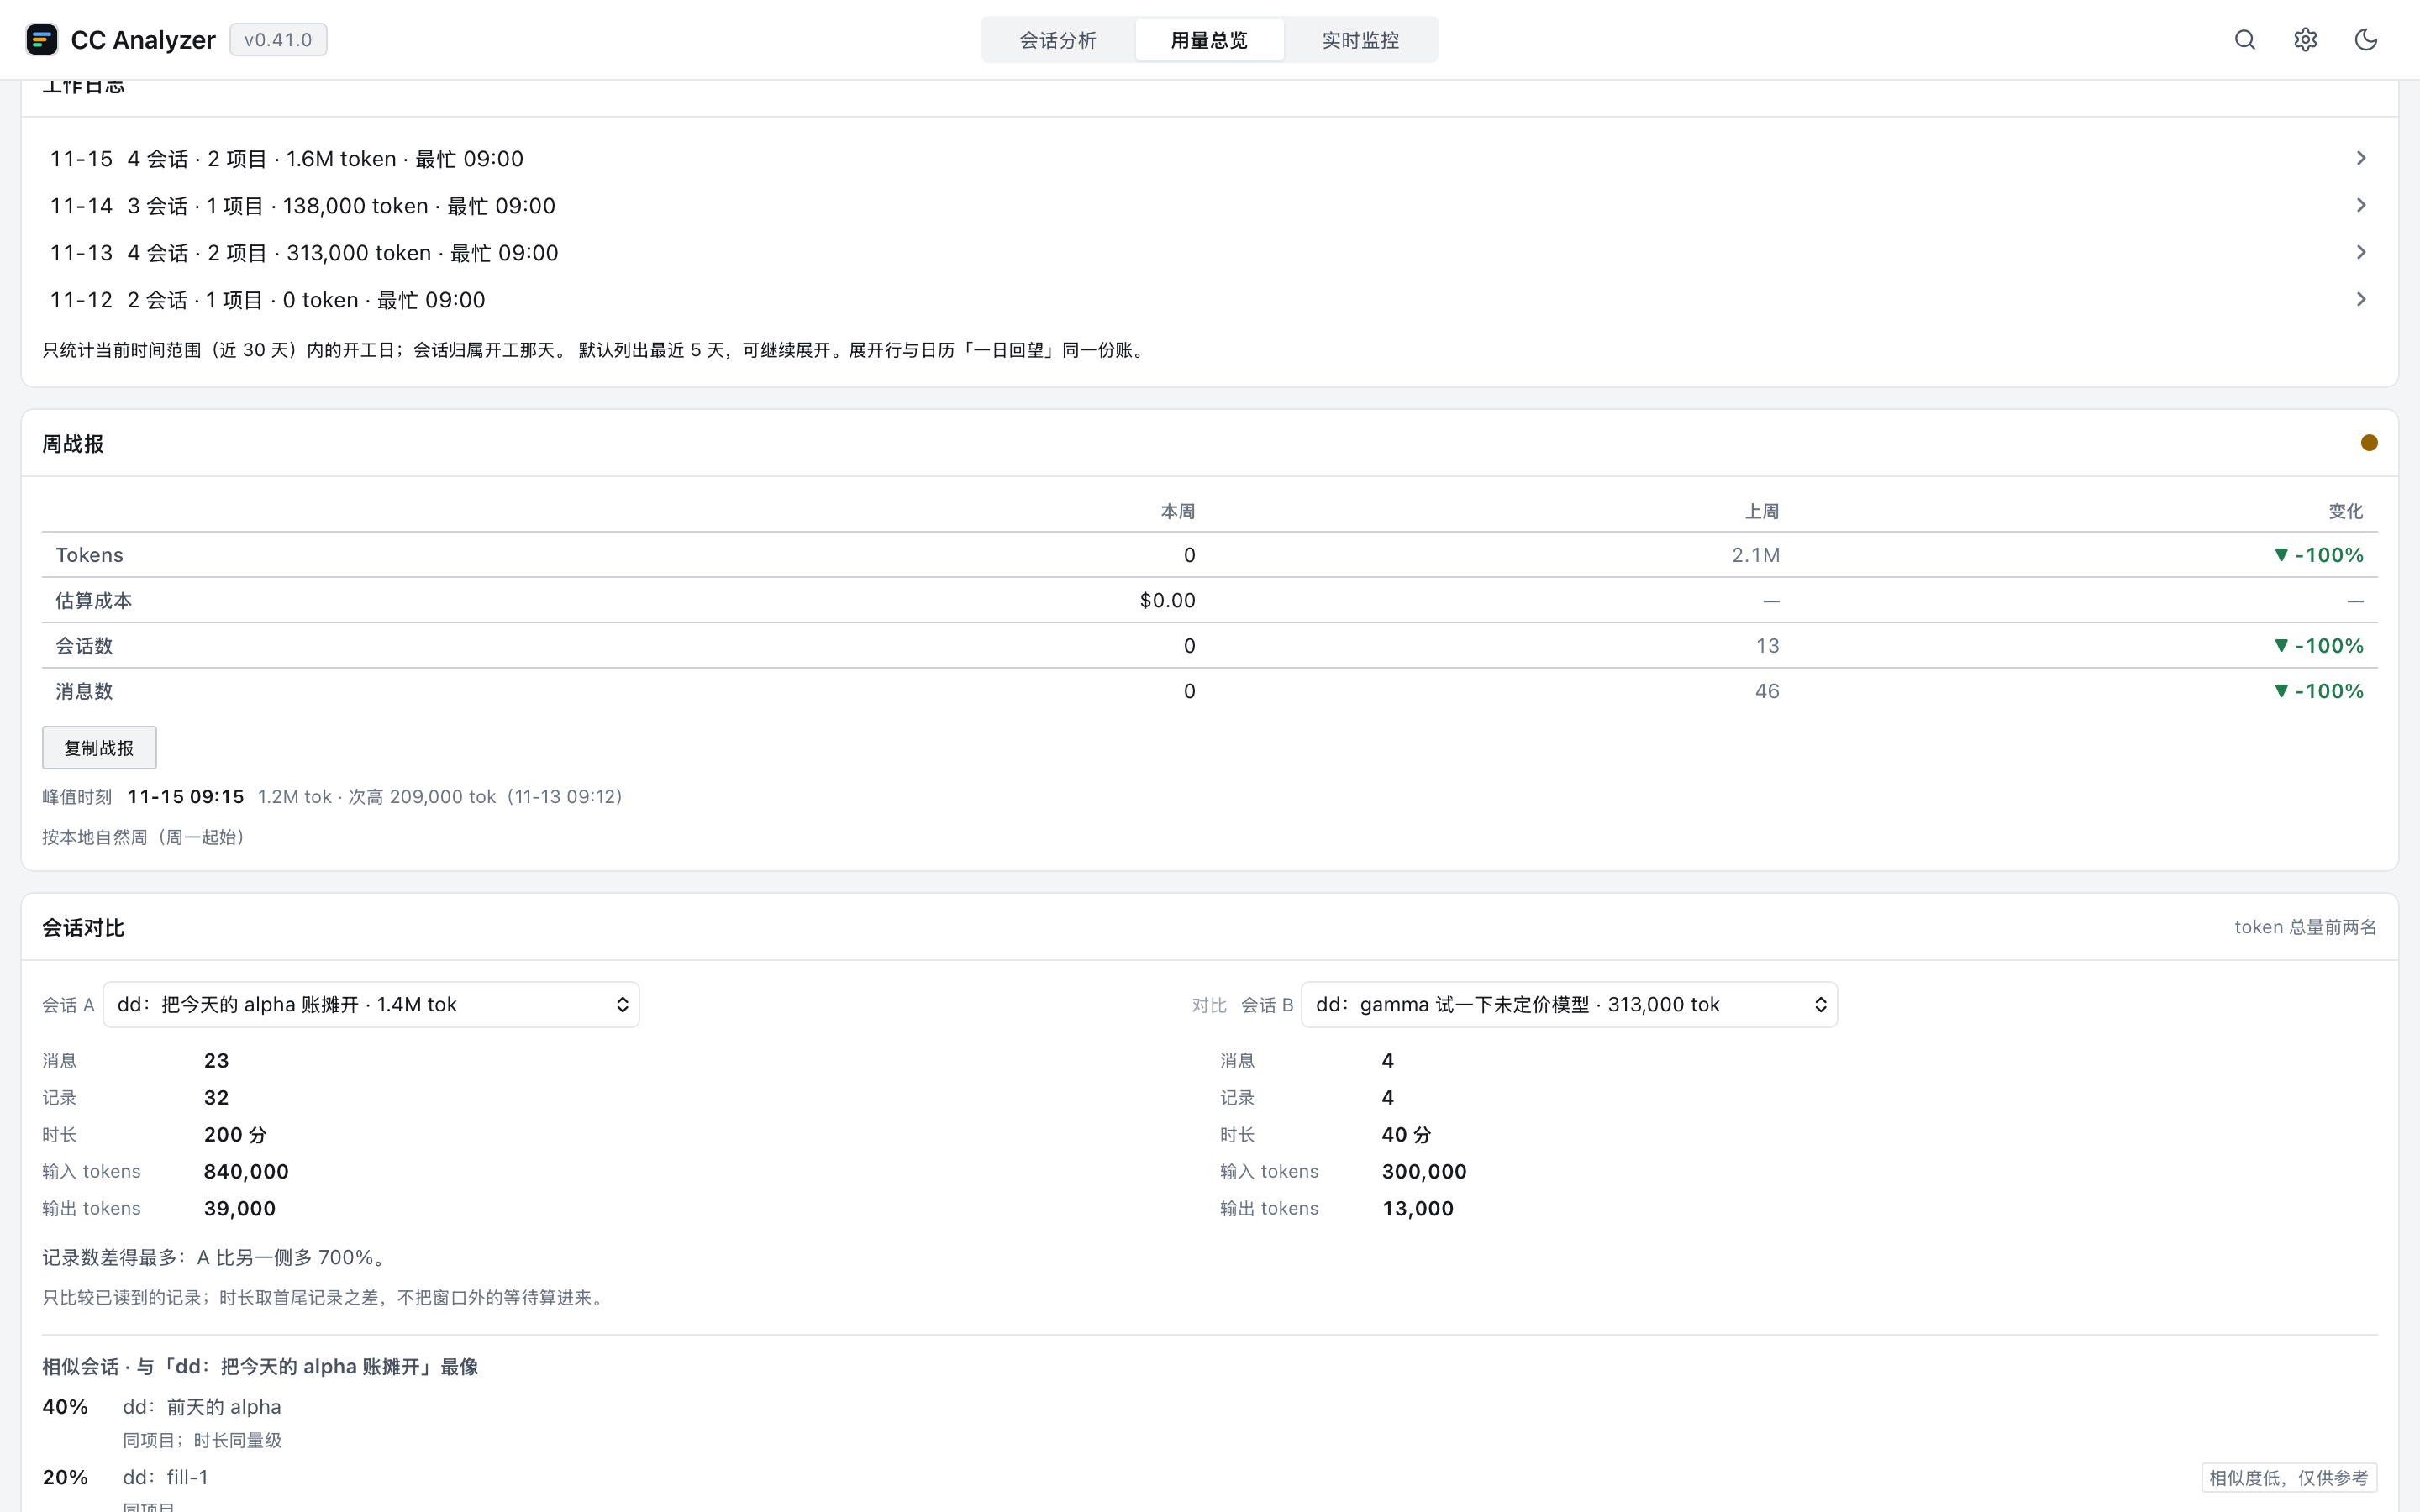 CC Analyzer v0.41.0 会话分析 用量总览 实时监控
工作日志
11-15 4 会话 · 2 项目 · 1.6M token · 最忙 09:00
11-14 3 会话 · 1 项目 · 138,000 token · 最忙 09:00
11-13 4 会话 · 2 项目 · 313,000 token · 最忙 09:00
11-12 2 会话 · 1 项目 · 0 token · 最忙 09:00
只统计当前时间范围（近 30 天）内的开工日；会话归属开工那天。 默认列出最近 5 天，可继续展开。展开行与日历「一日回望」同一份账。
周战报
本周 上周 变化
Tokens 0 2.1M ▼ -100%
估算成本 $0.00 — —
会话数 0 13 ▼ -100%
消息数 0 46 ▼ -100%
复制战报
峰值时刻 11-15 09:15 1.2M tok · 次高 209,000 tok（11-13 09:12）
按本地自然周（周一起始）
会话对比 token 总量前两名
会话 A dd：把今天的 alpha 账摊开 · 1.4M tok 对比 会话 B dd：gamma 试一下未定价模型 · 313,000 tok
消息 23 消息 4
记录 32 记录 4
时长 200 分 时长 40 分
输入 tokens 840,000 输入 tokens 300,000
输出 tokens 39,000 输出 tokens 13,000
记录数差得最多：A 比另一侧多 700%。
只比较已读到的记录；时长取首尾记录之差，不把窗口外的等待算进来。
相似会话 · 与「dd：把今天的 alpha 账摊开」最像
40% dd：前天的 alpha
同项目；时长同量级
20% dd：fill-1 相似度低，仅供参考
同项目